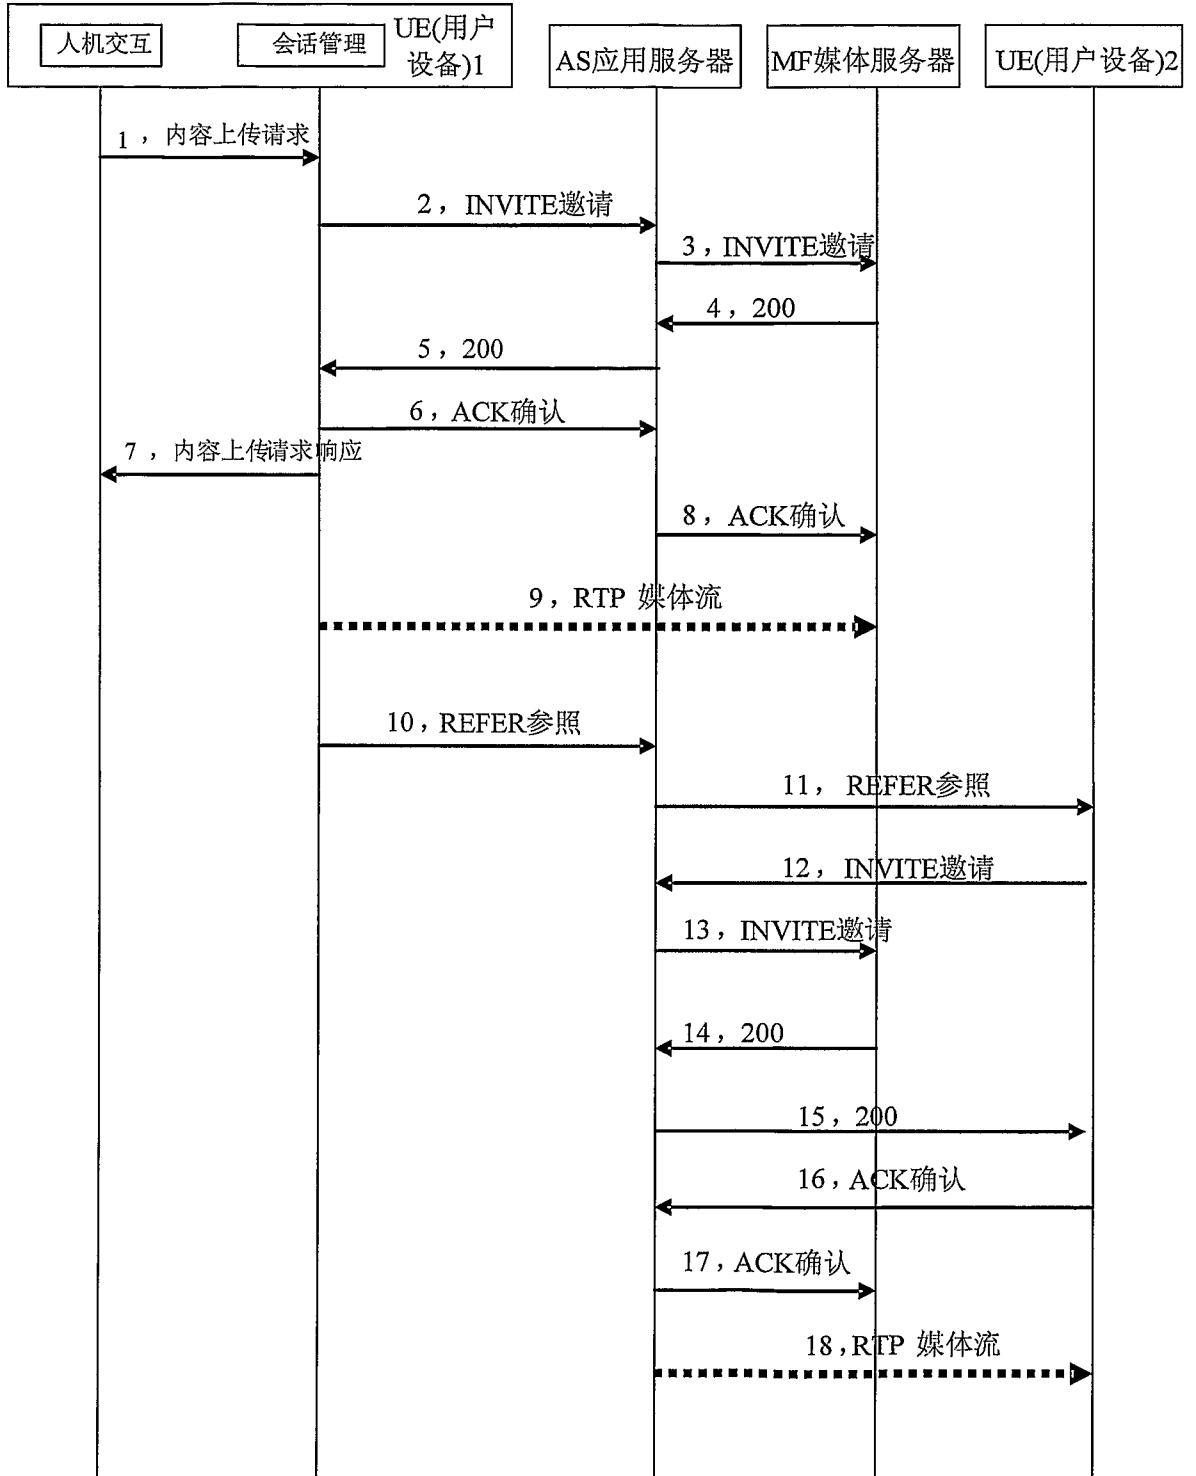 人机交互
会话管理
UE(用户
设备)1
AS应用服务器
MF媒体服务器
UE(用户设备)2
1，内容上传请求
2，INVITE邀请
3，INVITE邀请
4，200
5，200
6，ACK确认
7，内容上传请求响应
8，ACK确认
9，RTP 媒体流
10，REFER参照
11， REFER参照
12， INVITE邀请
13，INVITE邀请
14，200
15，200
16，ACK确认
17，ACK确认
18，RTP 媒体流